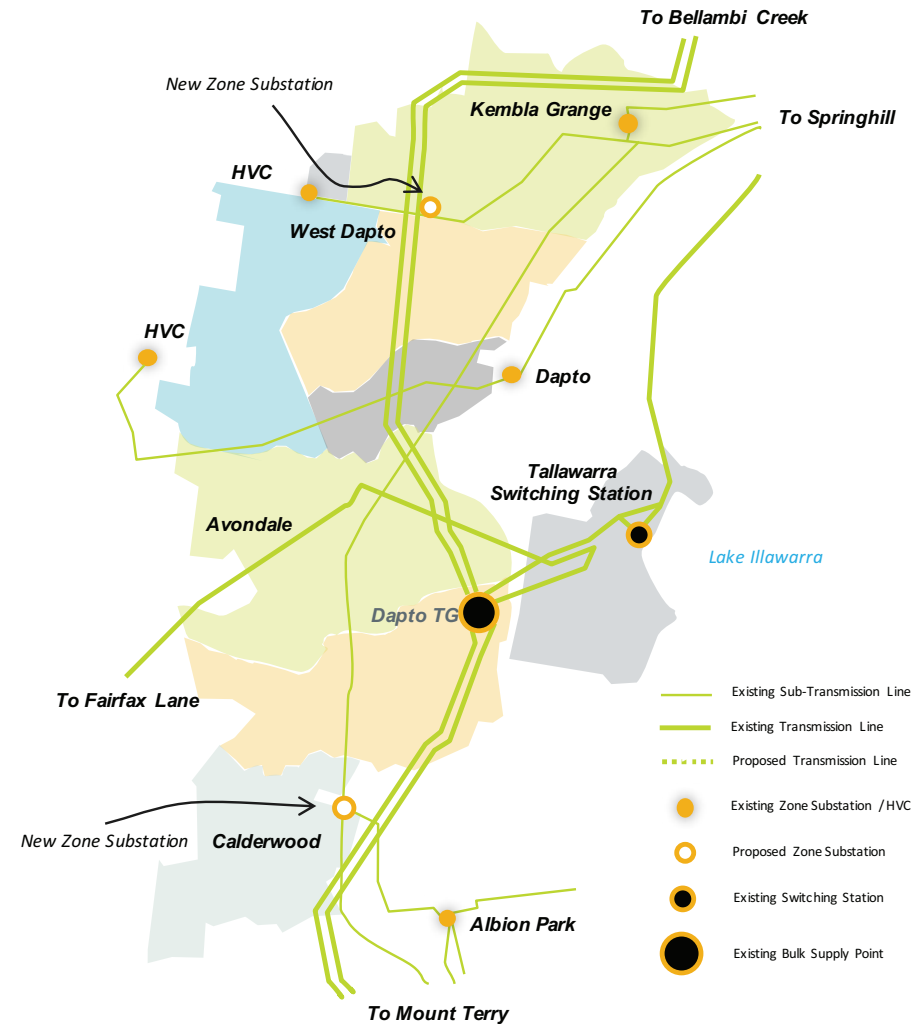 To Bellambi Creek
New Zone Substation
Kembla Grange
To Springhill
HVC
West Dapto
HVC
Dapto
Tallawarra
Switching Station
Avondale
Lake Illawarra
Dapto TG
To Fairfax Lane
Existing Sub-Transmission Line
Existing Transmission Line
Proposed Transmission Line
Existing Zone Substation / HVC
New Zone Substation
Calderwood
Proposed Zone Substation
Existing Switching Station
Albion Park
Existing Bulk Supply Point
To Mount Terry